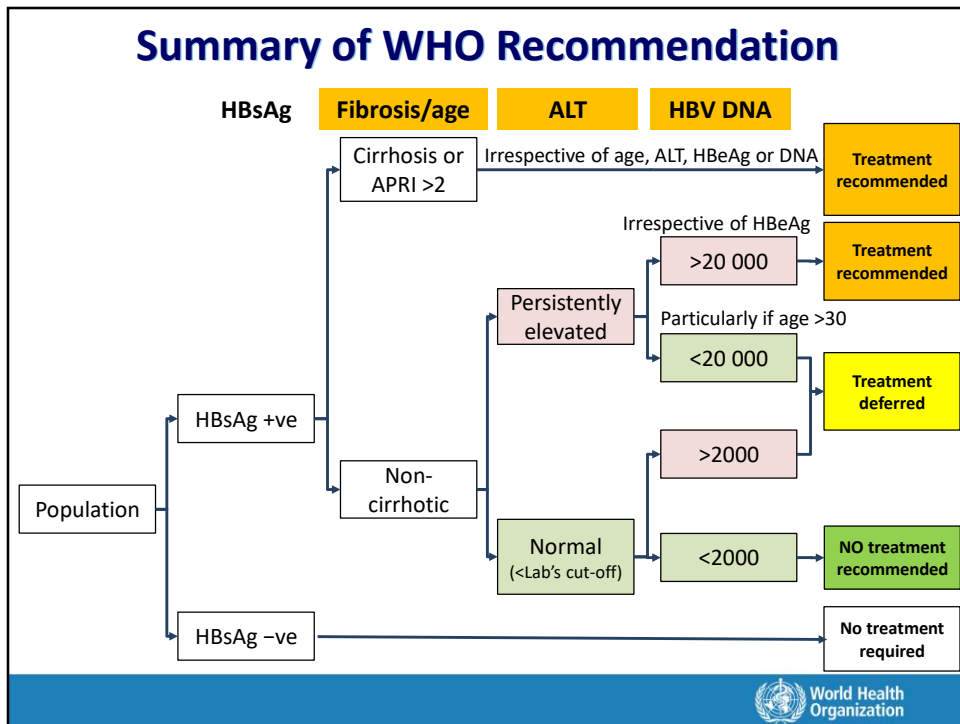 Summary of WHO Recommendation
HBsAg
Fibrosis/age
ALT
HBV DNA
Cirrhosis or
APRI >2
Irrespective of age, ALT, HBeAg or DNA
Treatment
recommended
Irrespective of HBeAg
>20 000
Treatment
recommended
Persistently
elevated
Particularly if age >30
<20 000
Treatment
deferred
HBsAg +ve
>2000
Non-
cirrhotic
Population
Normal
(<Lab's cut-off)
<2000
NO treatment
recommended
HBsAg −ve
No treatment
required
World Health
Organization